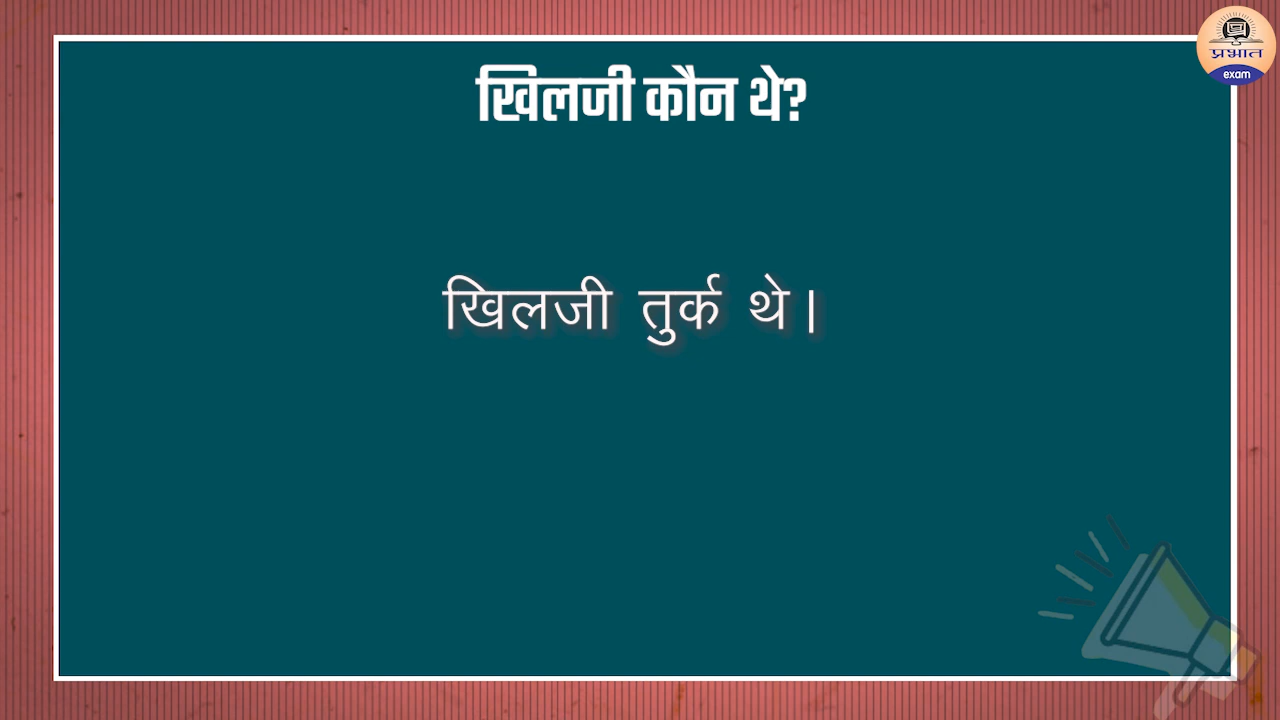 प्रभात
exam
खिलजी कौन थे?
खिलजी तुर्क थे।